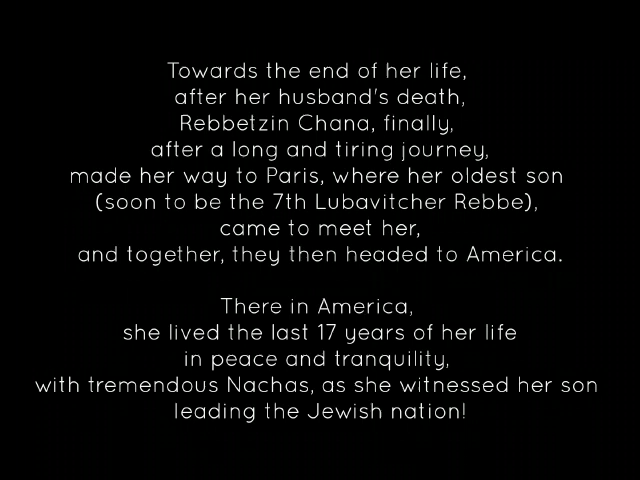 Towards the end of her life,
after her husband's death,
Rebbetzin Chana, finally,
after a long and tiring journey,
made her way to Paris, where her oldest son
(soon to be the 7th Lubavitcher Rebbe),
came to meet her,
and together, they then headed to America.
There in America,
she lived the last 17 years of her life
in peace and tranquility,
with tremendous Nachas, as she witnessed her son
leading the Jewish nation!